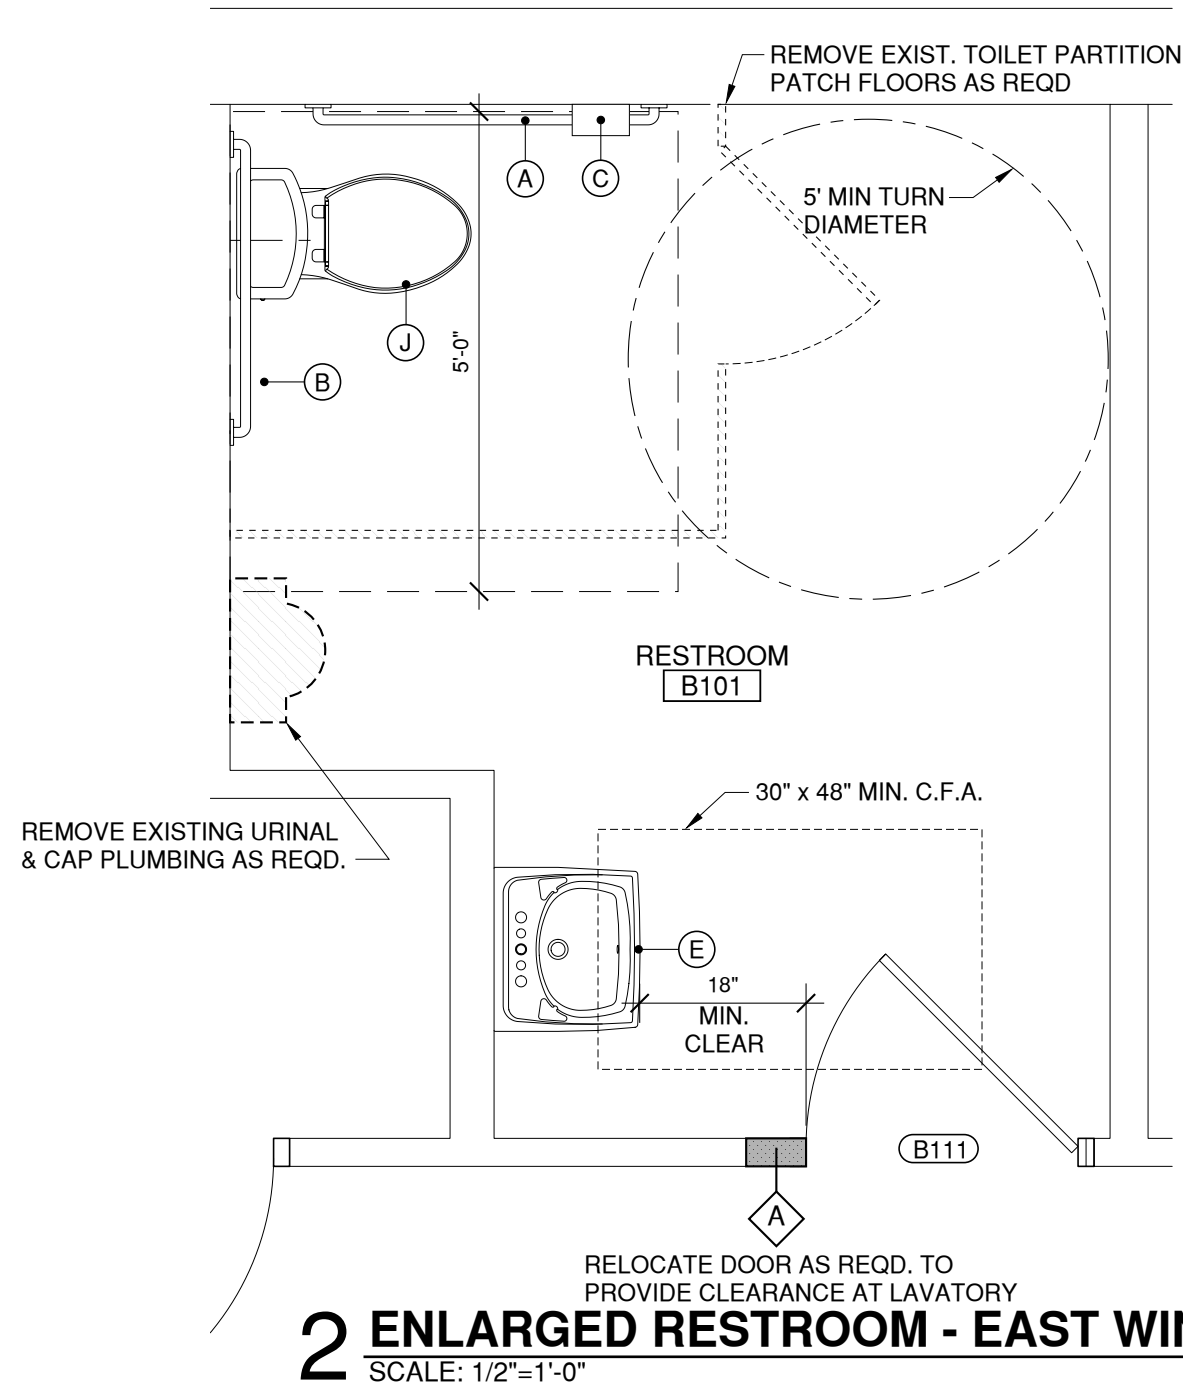 REMOVE EXIST. TOILET PARTITION
PATCH FLOORS AS REQD
A
C
5' MIN TURN
DIAMETER
J
5'-0"
B
RESTROOM
B101
30" x 48" MIN. C.F.A.
REMOVE EXISTING URINAL
& CAP PLUMBING AS REQD.
E
18"
MIN.
CLEAR
B111
A
RELOCATE DOOR AS REQD. TO
PROVIDE CLEARANCE AT LAVATORY
2 ENLARGED RESTROOM - EAST
SCALE: 1/2"=1'-0"